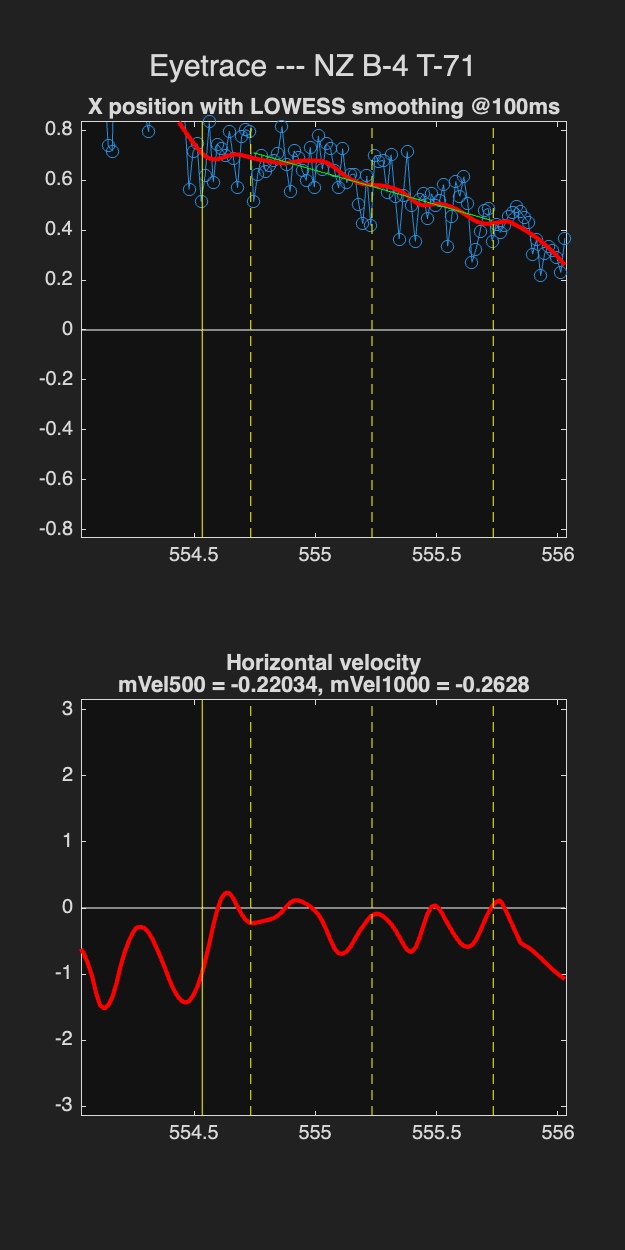 Eyetrace --- NZ B-4 T-71
X position with LOWESS smoothing @100ms
0.8
0.6
0.4
0.2
0
-0.2
-0.4
-0.6
-0.8
554.5 555 555.5 556
Horizontal velocity
mVel500 = -0.22034, mVel1000 = -0.2628
3
2
1
0
-1
-2
-3
554.5 555 555.5 556